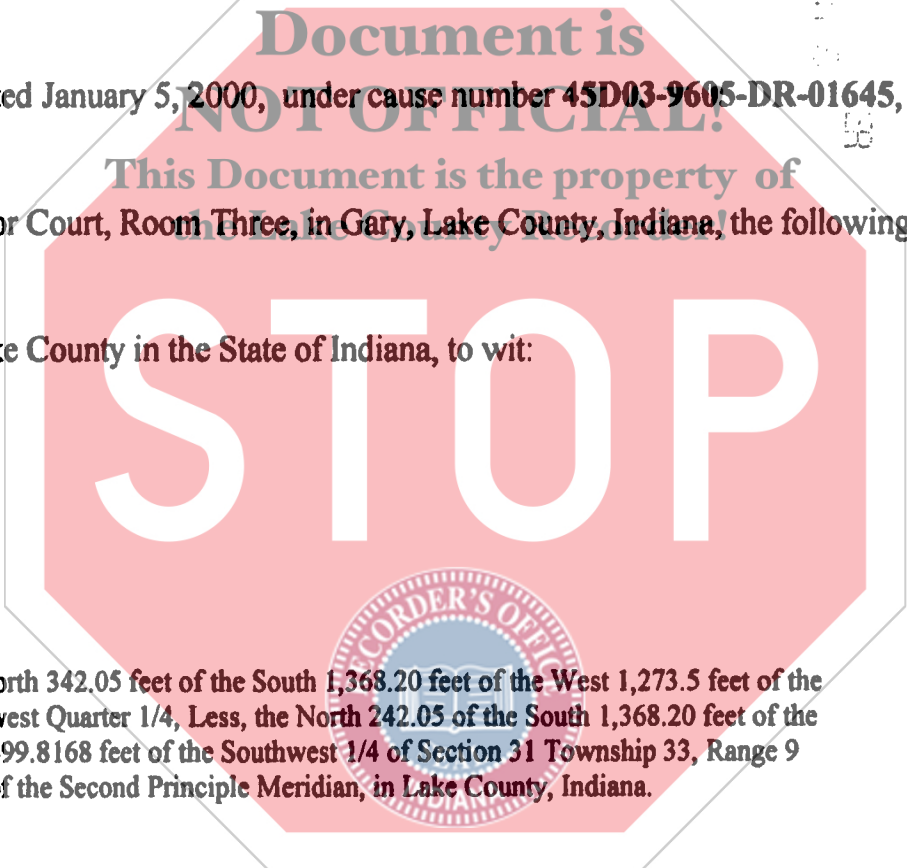 Document is
ed January 5, 2000, under cause number 45D03-9605-DR-01645,
NOT OFFICIAL!
This Document is the property of
or Court, Room Three, in Gary, Lake County, Indiana, the following
the Lake County Recorder!
e County in the State of Indiana, to wit:
STOP
RECORDER'S OFFICE
orth 342.05 feet of the South 1,368.20 feet of the West 1,273.5 feet of the
west Quarter 1/4, Less, the North 242.05 of the South 1,368.20 feet of the
99.8168 feet of the Southwest 1/4 of Section 31 Township 33, Range 9
f the Second Principle Meridian, in Lake County, Indiana.
INDIANA